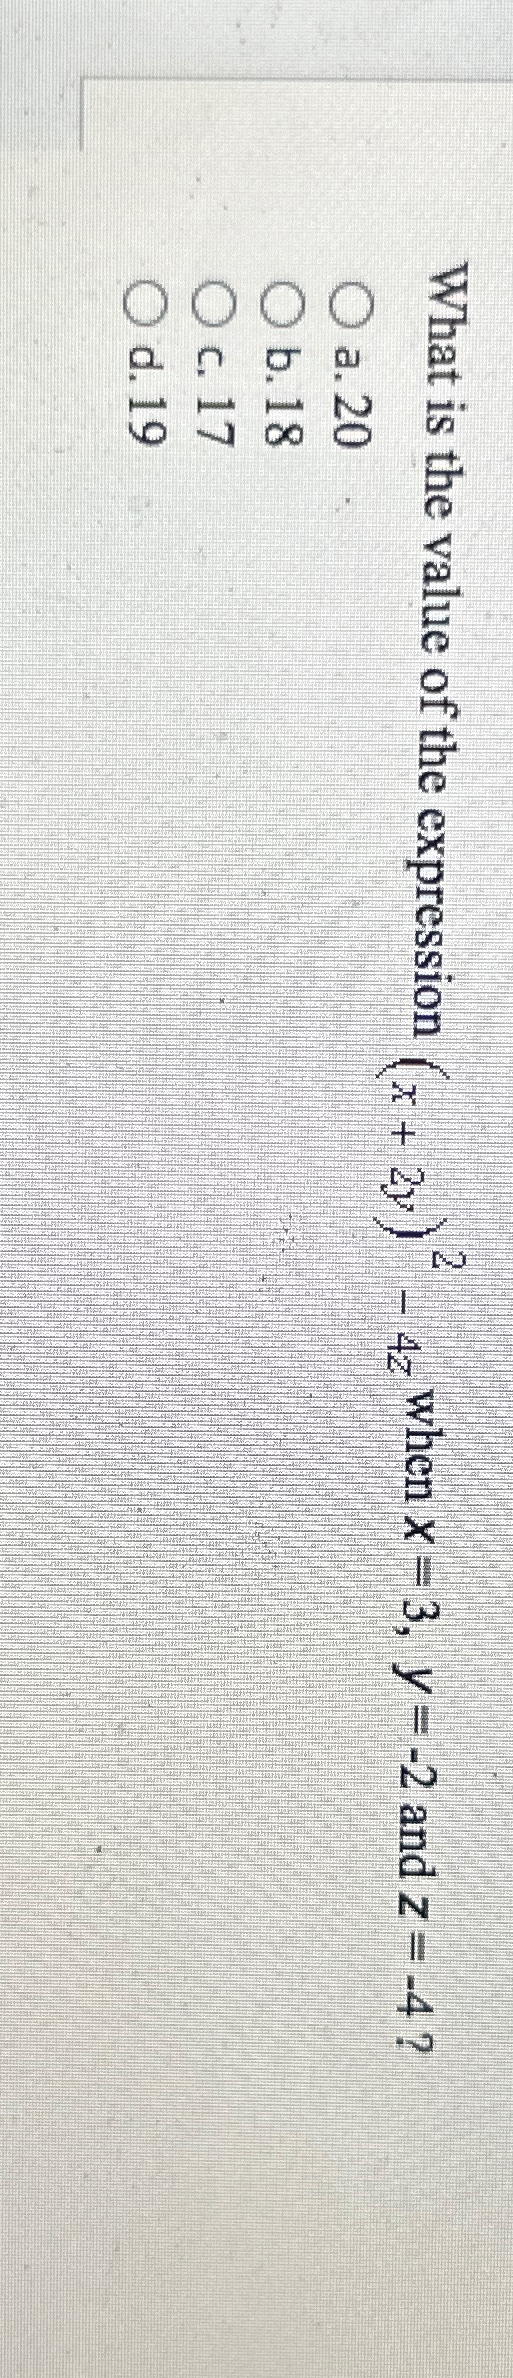 What is the value of the expression (x + 2y)² − 4z when x = 3, y = -2 and z = -4 ?
a. 20
b. 18
c. 17
d. 19